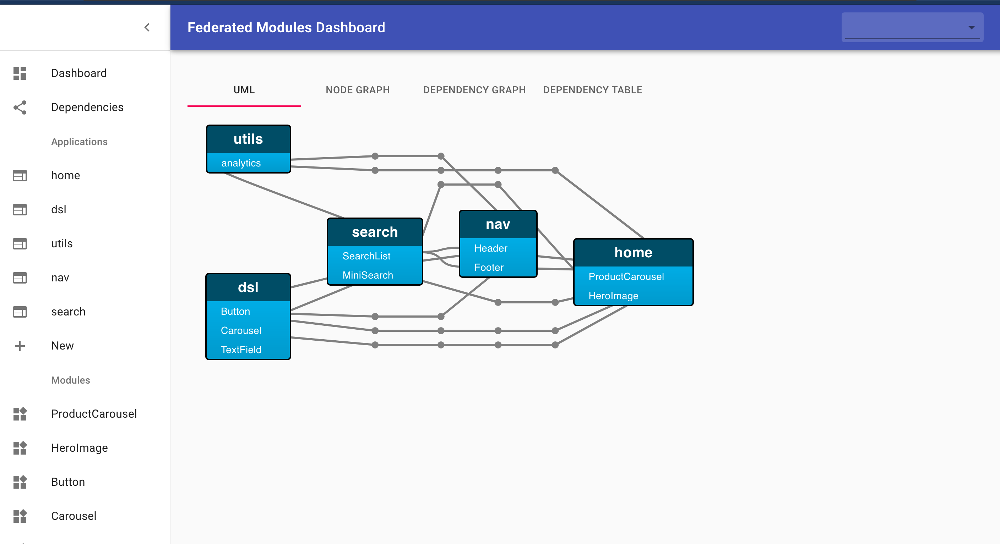 Federated Modules Dashboard
Dashboard
Dependencies
Applications
home
dsl
utils
nav
search
New
Modules
ProductCarousel
HeroImage
Button
Carousel
UML
NODE GRAPH
DEPENDENCY GRAPH
DEPENDENCY TABLE
utils
analytics
search
SearchList
MiniSearch
nav
Header
Footer
home
ProductCarousel
HeroImage
dsl
Button
Carousel
TextField